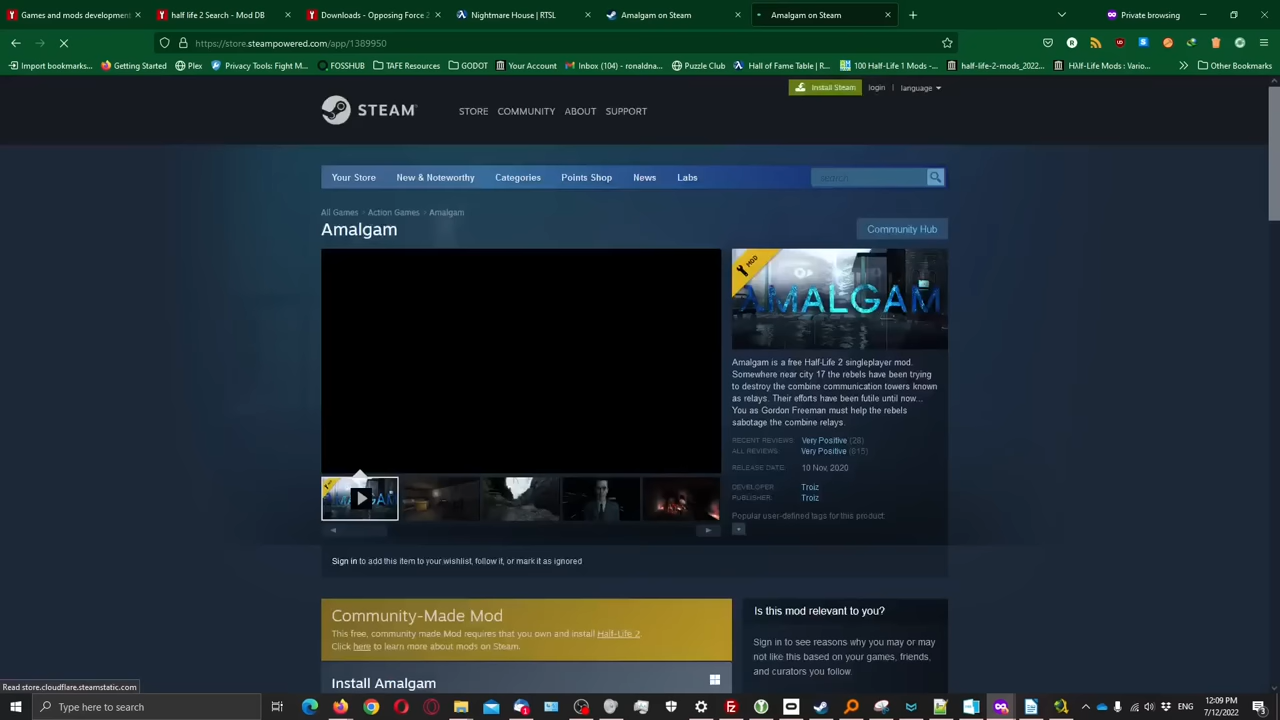 Games and mods developme
half life 2 Search - Mod DB
Downloads - Opposing Force 2
Nightmare House | RTSL
Amalgam on Steam
Amalgam on Steam
Private browsing
https://store.steampowered.com/app/1389950
Import bookmarks...
Getting Started
Plex
Privacy Tools: Fight M...
FOSSHUB
TAFE Resources
GODOT
Your Account
Inbox (104) - ronaldna...
Puzzle Club
Hall of Fame Table | R...
100 Half-Life 1 Mods -...
half-life-2-mods_2022...
HλLife Mods : Vario...
Other Bookmarks
Install Steam
login
language
STEAM
STORE
COMMUNITY
ABOUT
SUPPORT
Your Store
New & Noteworthy
Categories
Points Shop
News
Labs
search
All Games
Action Games
Amalgam
Amalgam
Community Hub
MOD
AMALGAM
Amalgam is a free Half-Life 2 singleplayer mod.
Somewhere near city 17 the rebels have been trying
to destroy the combine communication towers known
as relays. Their efforts have been futile until now...
You as Gordon Freeman must help the rebels
sabotage the combine relays.
RECENT REVIEWS: Very Positive (28)
ALL REVIEWS: Very Positive (815)
RELEASE DATE: 10 Nov, 2020
DEVELOPER: Troiz
PUBLISHER: Troiz
Popular user-defined tags for this product:
Sign in to add this item to your wishlist, follow it, or mark it as ignored
Community-Made Mod
This free, community made Mod requires that you own and install Half-Life 2.
Click here to learn more about mods on Steam.
Is this mod relevant to you?
Sign in to see reasons why you may or may
not like this based on your games, friends,
and curators you follow.
Install Amalgam
Read store.cloudflare.steamstatic.com
Type here to search
12:09 PM
7/12/2022